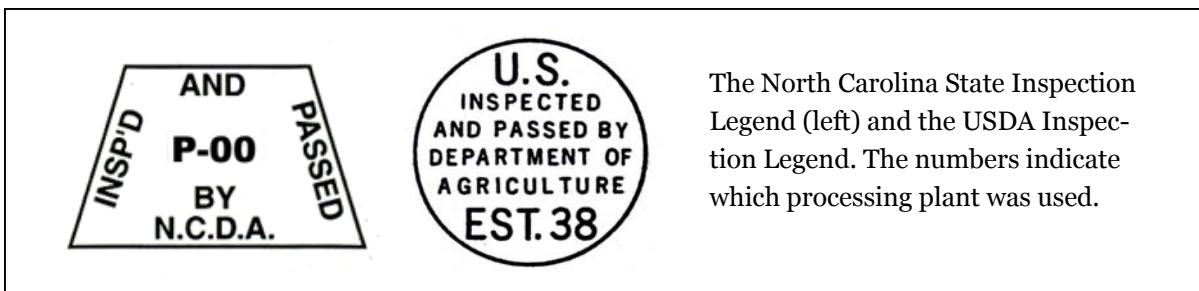 INSP'D
AND
PASSED
P-00
BY
N.C.D.A.
U.S.
INSPECTED
AND PASSED BY
DEPARTMENT OF
AGRICULTURE
EST. 38
The North Carolina State Inspection
Legend (left) and the USDA Inspec-
tion Legend. The numbers indicate
which processing plant was used.